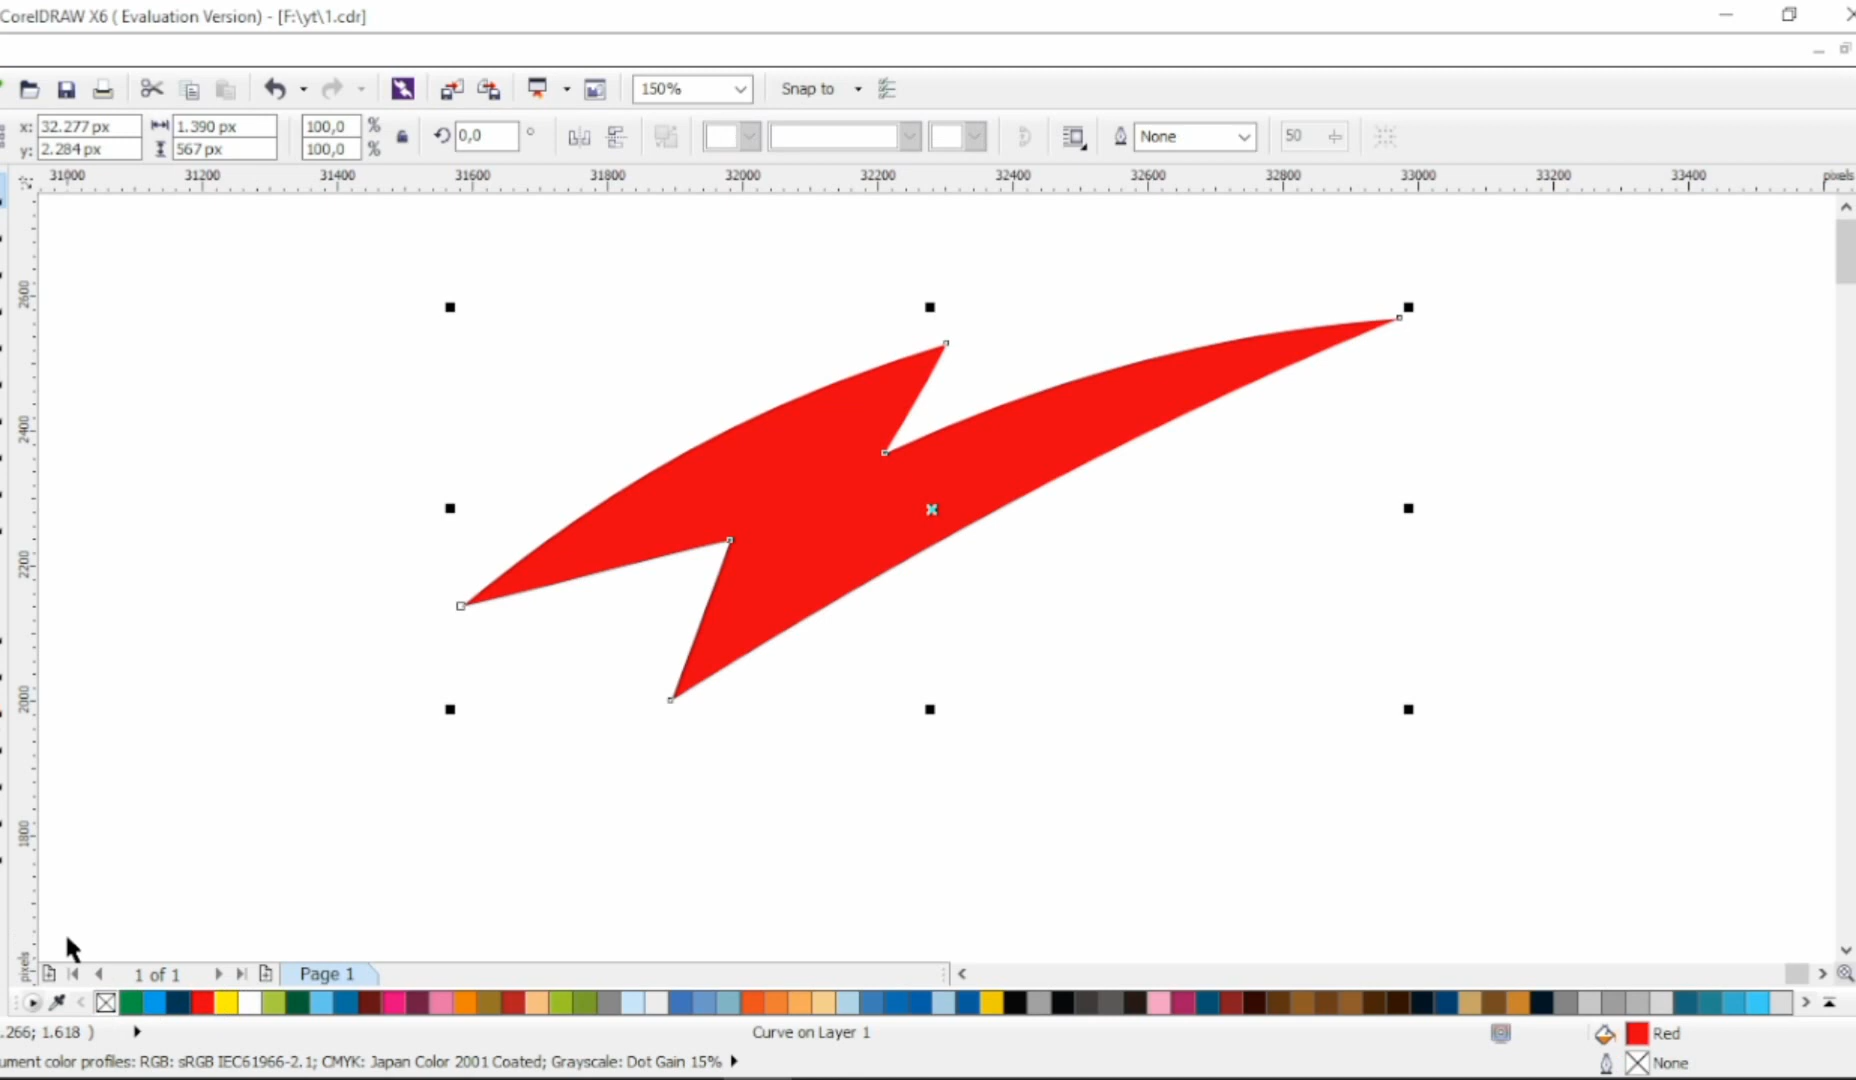 CorelDRAW X6 ( Evaluation Version) - [F:\yt\1.cdr]
150%
Snap to
x: 32.277 px
1.390 px
100,0 %
0,0 °
None
50
y: 2.284 px
567 px
100,0 %
31000 31200 31400 31600 31800 32000 32200 32400 32600 32800 33000 33200 33400 pixels
2600
2400
2200
2000
1800
pixels
1 of 1
Page 1
.266; 1.618 )
Curve on Layer 1
Red
ument color profiles: RGB: sRGB IEC61966-2.1; CMYK: Japan Color 2001 Coated; Grayscale: Dot Gain 15%
None